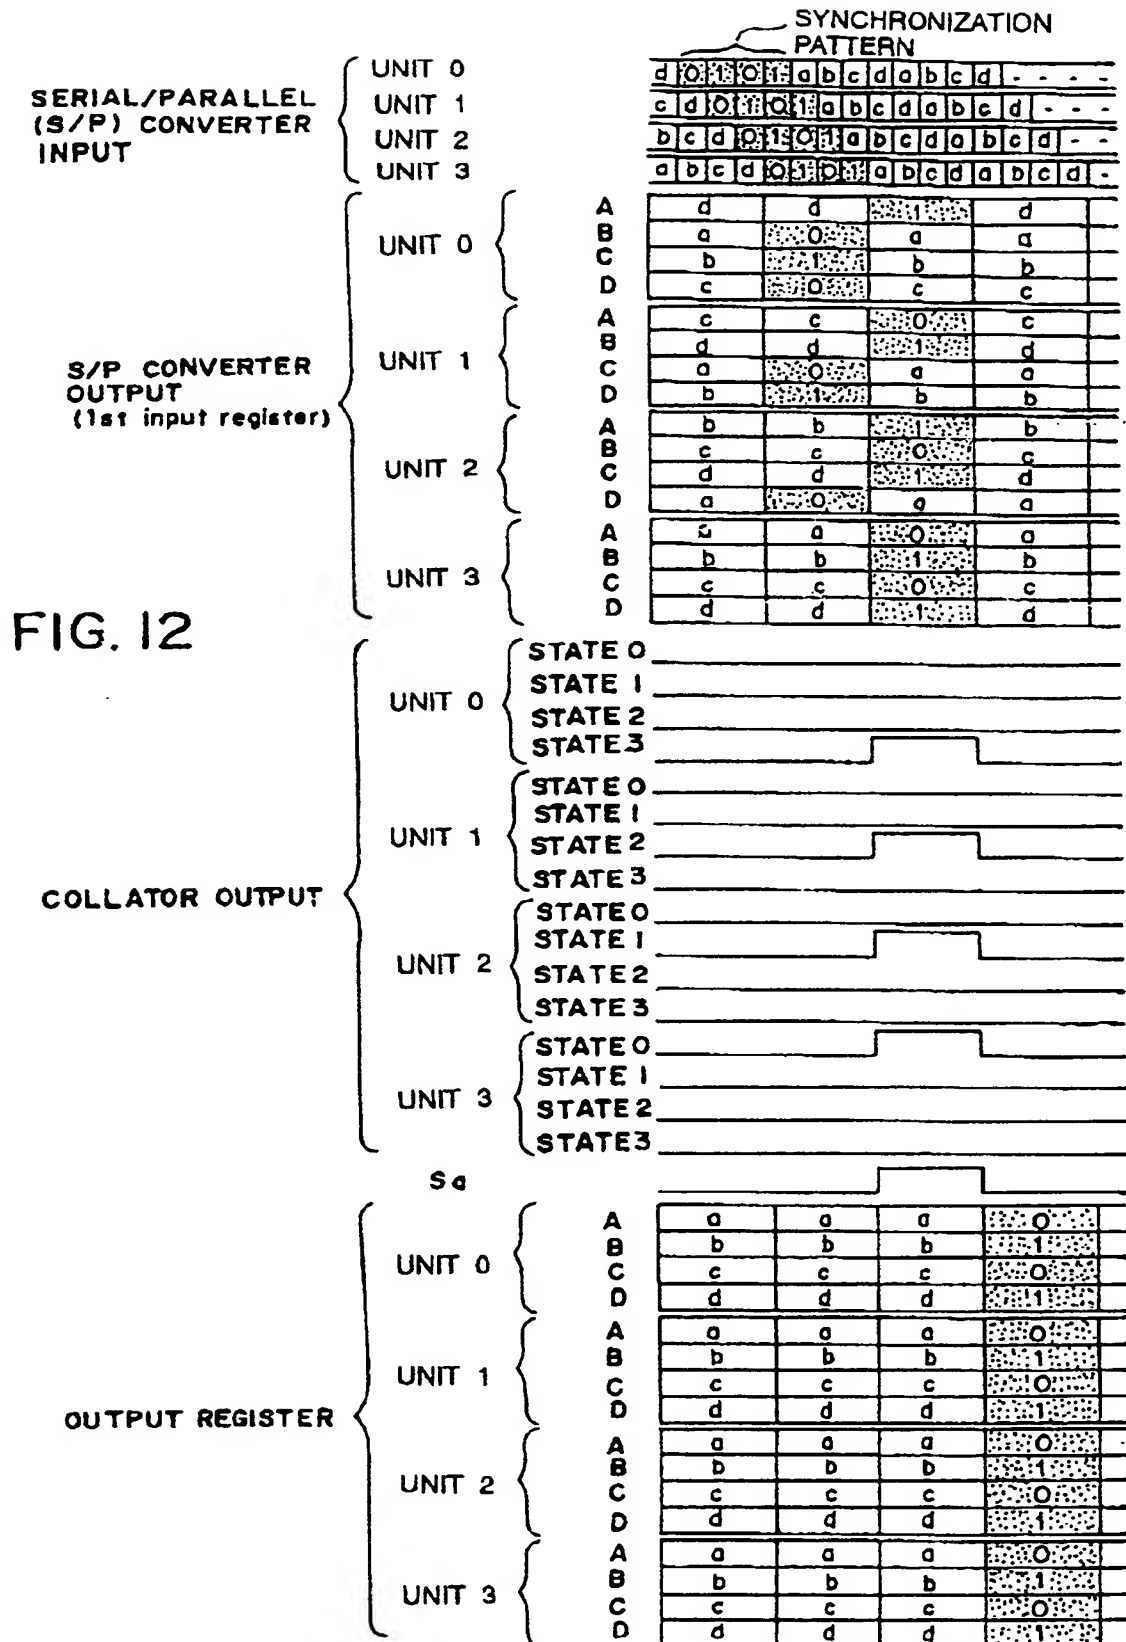 SYNCHRONIZATION
PATTERN
SERIAL/PARALLEL
(S/P) CONVERTER
INPUT
UNIT 0 d 0 1 0 1 a b c d a b c d - - - -
UNIT 1 c d 0 1 0 1 a b c d a b c d - - -
UNIT 2 b c d 0 1 0 1 a b c d a b c d - -
UNIT 3 a b c d 0 1 0 1 a b c d a b c d -
S/P CONVERTER
OUTPUT
(1st input register)
UNIT 0
A d d 1 d
B a 0 a a
C b 1 b b
D c 0 c c
UNIT 1
A c c 0 c
B d d 1 d
C a 0 a a
D b 1 b b
UNIT 2
A b b 1 b
B c c 0 c
C d d 1 d
D a 0 a a
UNIT 3
A a a 0 a
B b b 1 b
C c c 0 c
D d d 1 d
FIG. 12
COLLATOR OUTPUT
UNIT 0
STATE 0
STATE 1
STATE 2
STATE 3
UNIT 1
STATE 0
STATE 1
STATE 2
STATE 3
UNIT 2
STATE 0
STATE 1
STATE 2
STATE 3
UNIT 3
STATE 0
STATE 1
STATE 2
STATE 3
Sa
OUTPUT REGISTER
UNIT 0
A a a a 0
B b b b 1
C c c c 0
D d d d 1
UNIT 1
A a a a 0
B b b b 1
C c c c 0
D d d d 1
UNIT 2
A a a a 0
B b b b 1
C c c c 0
D d d d 1
UNIT 3
A a a a 0
B b b b 1
C c c c 0
D d d d 1